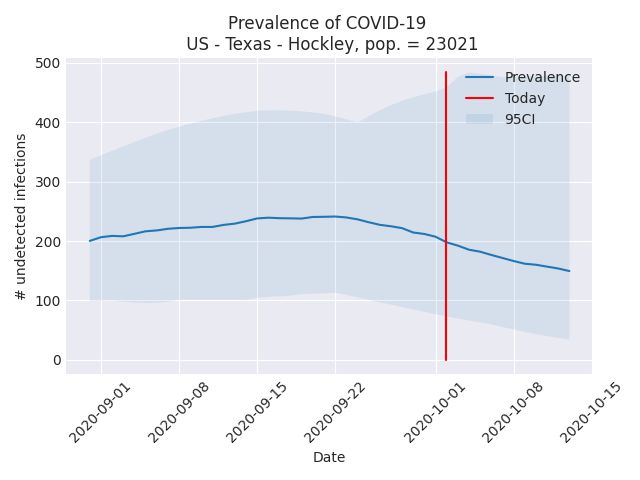 Prevalence of COVID-19
US - Texas - Hockley, pop. = 23021
500
400
300
200
100
0
# undetected infections
Prevalence
Today
95CI
2020-09-01
2020-09-08
2020-09-15
2020-09-22
2020-10-01
2020-10-08
2020-10-15
Date